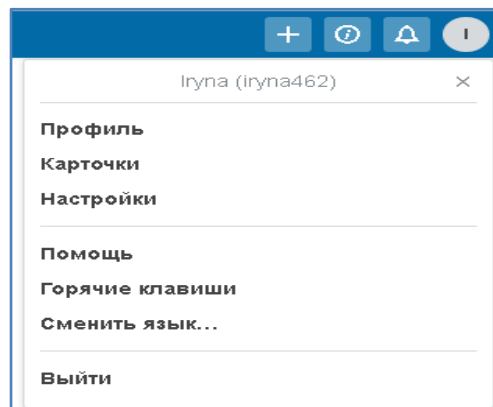 I
Iryna (iryna462)
Профиль
Карточки
Настройки
Помощь
Горячие клавиши
Сменить язык...
Выйти